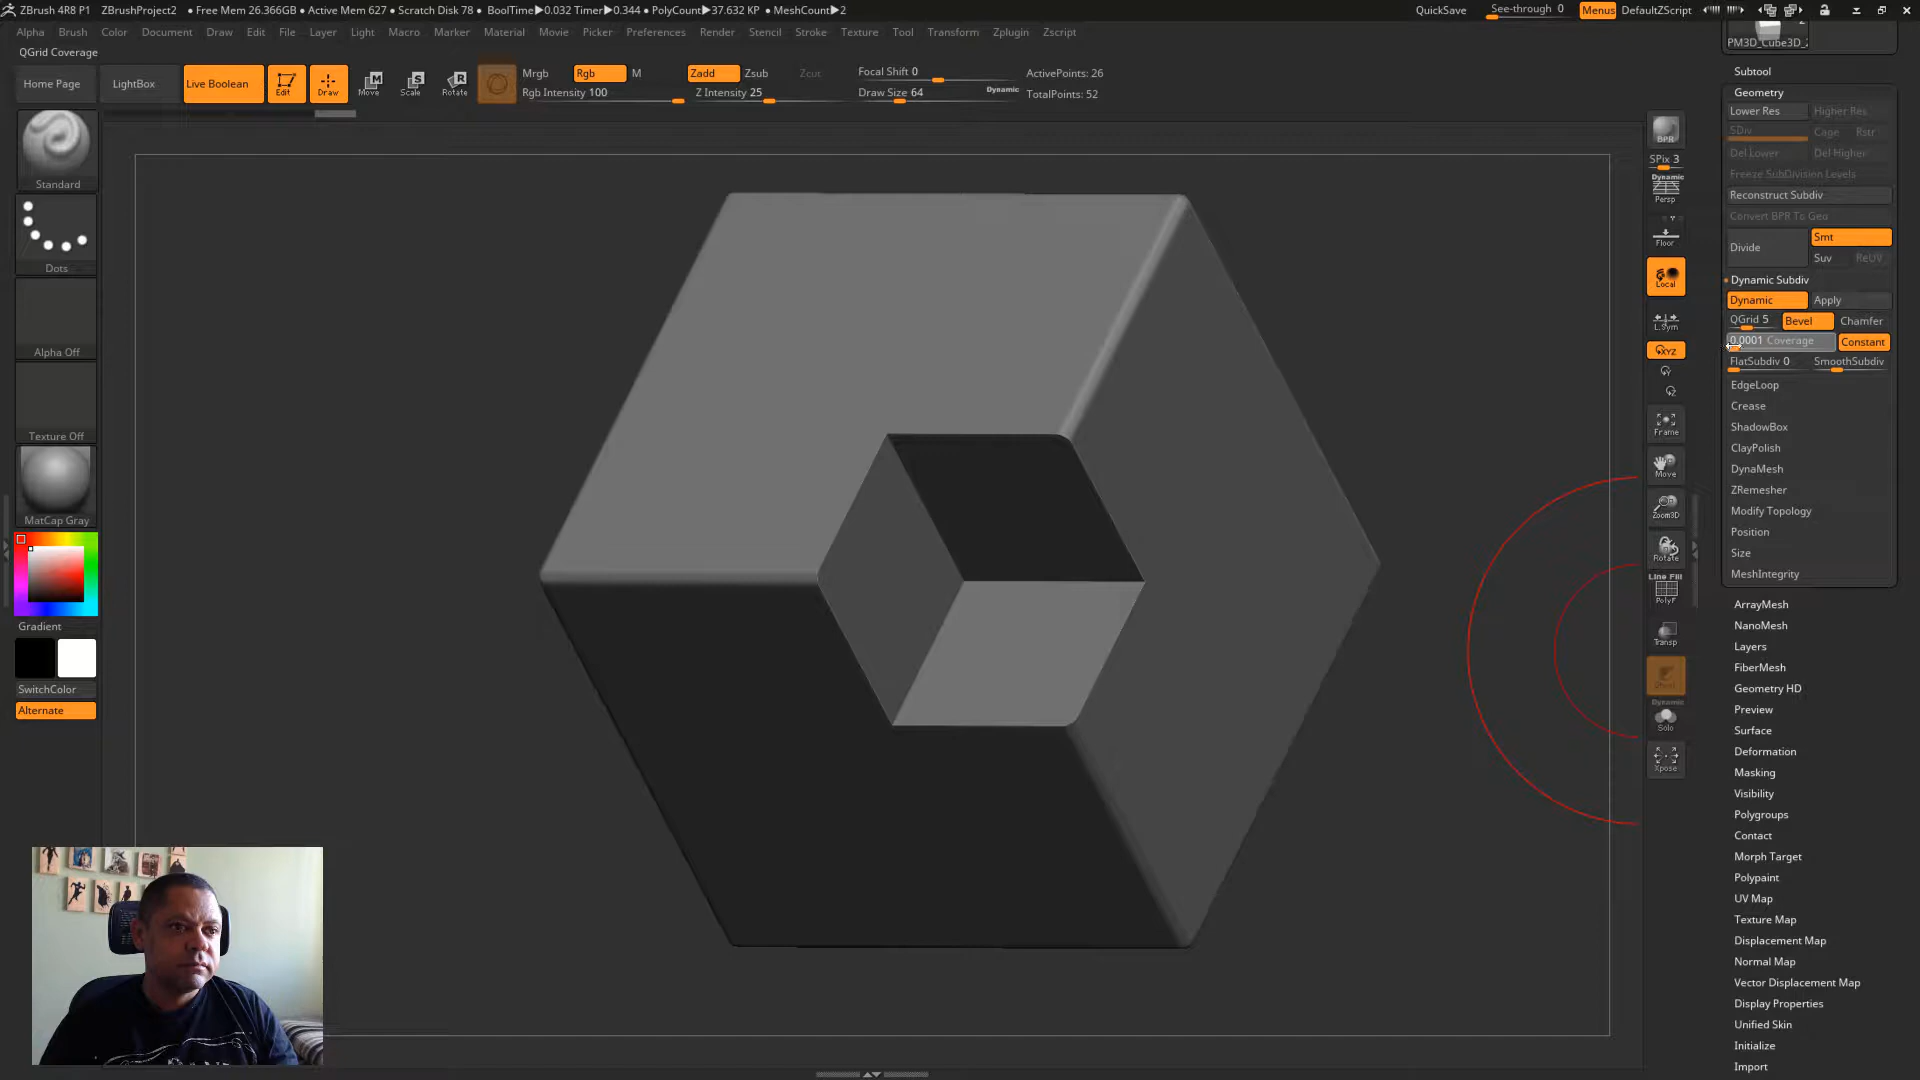 ZBrush 4R8 P1 ZBrushProject2 • Free Mem 26.366GB • Active Mem 627 • Scratch Disk 78 • BoolTime▶0.032 Timer▶0.344 • PolyCount▶37.632 KP • MeshCount▶2 QuickSave See-through 0 Menus DefaultZScript
Alpha Brush Document Draw Edit File Layer Light Macro Marker Material Movie Picker Preferences Render Stencil Stroke Texture Tool Transform Zplugin Zscript
QGrid Coverage
Home Page LightBox Live Boolean Edit Draw Move Scale Rotate
Mrgb Rgb M Zadd Zsub Zcut Focal Shift 0 ActivePoints: 26
Rgb Intensity 100 Z Intensity 25 Draw Size 64 Dynamic TotalPoints: 52
Standard
Dots
Alpha Off
Texture Off
MatCap Gray
Gradient
SwitchColor
Alternate
BPR
SPix 3
Dynamic
Persp
Floor
Local
L.Sym
XYZ
Frame
Move
Zoom3D
Rotate
Line Fill
PolyF
Transp
Dynamic
Solo
Xpose
PM3D_Cube3D_2
Subtool
Geometry
Lower Res Higher Res
SDiv Cage Rstr
Del Lower Del Higher
Freeze SubDivision Levels
Reconstruct Subdiv
Convert BPR To Geo
Divide Smt
Suv ReUV
Dynamic Subdiv
Dynamic Apply
QGrid 5 Bevel Chamfer
0.0001 Coverage Constant
FlatSubdiv 0 SmoothSubdiv
EdgeLoop
Crease
ShadowBox
ClayPolish
DynaMesh
ZRemesher
Modify Topology
Position
Size
MeshIntegrity
ArrayMesh
NanoMesh
Layers
FiberMesh
Geometry HD
Preview
Surface
Deformation
Masking
Visibility
Polygroups
Contact
Morph Target
Polypaint
UV Map
Texture Map
Displacement Map
Normal Map
Vector Displacement Map
Display Properties
Unified Skin
Initialize
Import